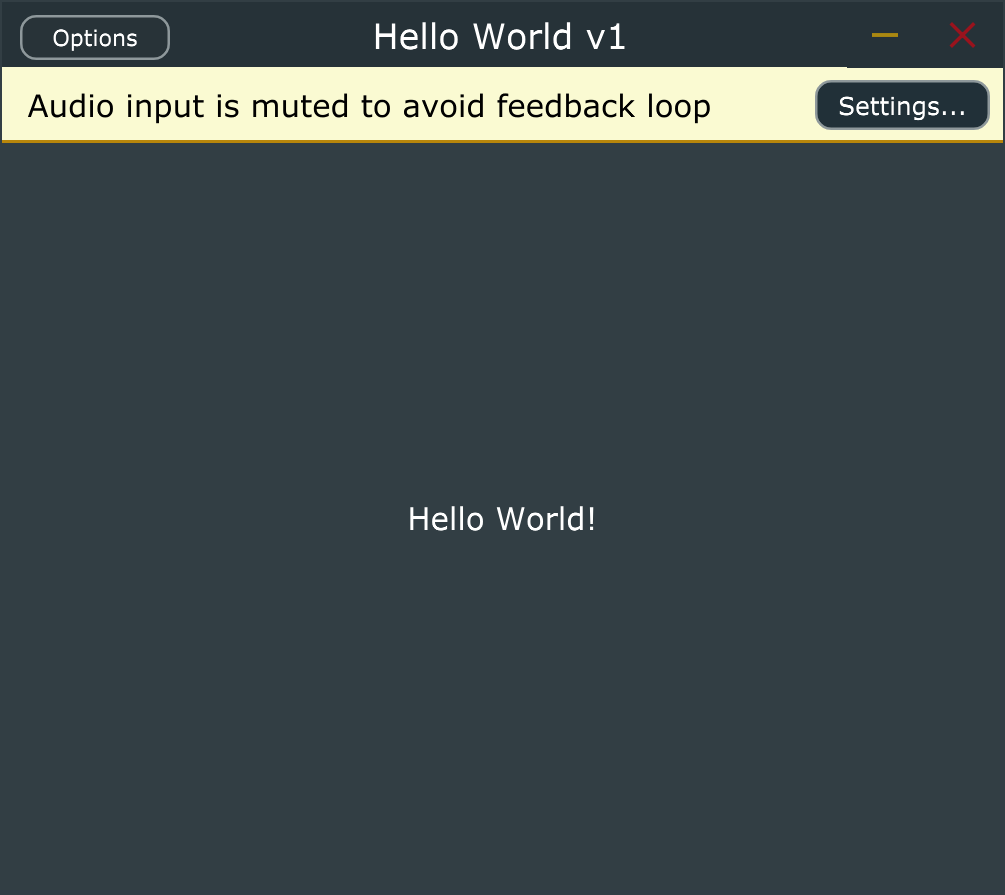 Options
Hello World v1
Audio input is muted to avoid feedback loop
Settings...
Hello World!